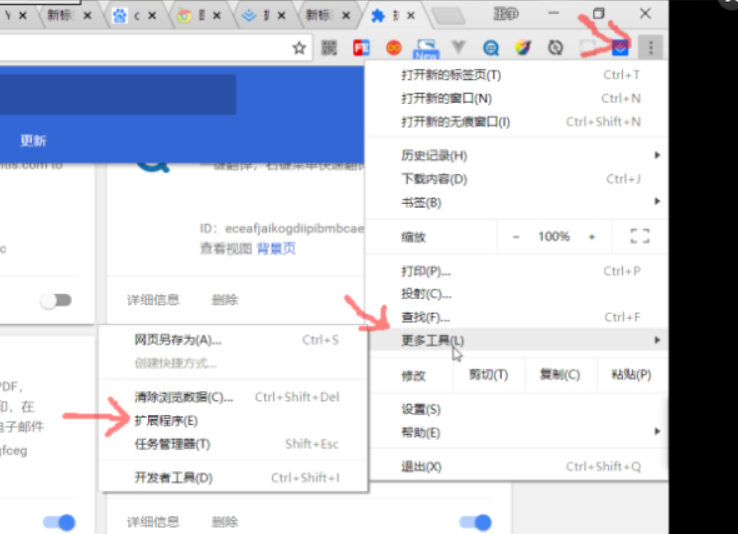 新标
新标
更新
New
打开新的标签页(T) Ctrl+T
打开新的窗口(N) Ctrl+N
打开新的无痕窗口(I) Ctrl+Shift+N
历史记录(H)
下载内容(D) Ctrl+J
书签(B)
缩放 - 100% +
打印(P)... Ctrl+P
投射(C)...
查找(F)... Ctrl+F
更多工具(L)
修改 剪切(T) 复制(C) 粘贴(P)
设置(S)
帮助(E)
退出(X) Ctrl+Shift+Q
ID: eceafjaikogdiipibmbcae
查看视图 背景页
详细信息 删除
网页另存为(A)... Ctrl+S
创建快捷方式...
清除浏览数据(C)... Ctrl+Shift+Del
扩展程序(E)
任务管理器(T) Shift+Esc
开发者工具(D) Ctrl+Shift+I
PDF,
印，在
电子邮件
gfceg
详细信息 删除